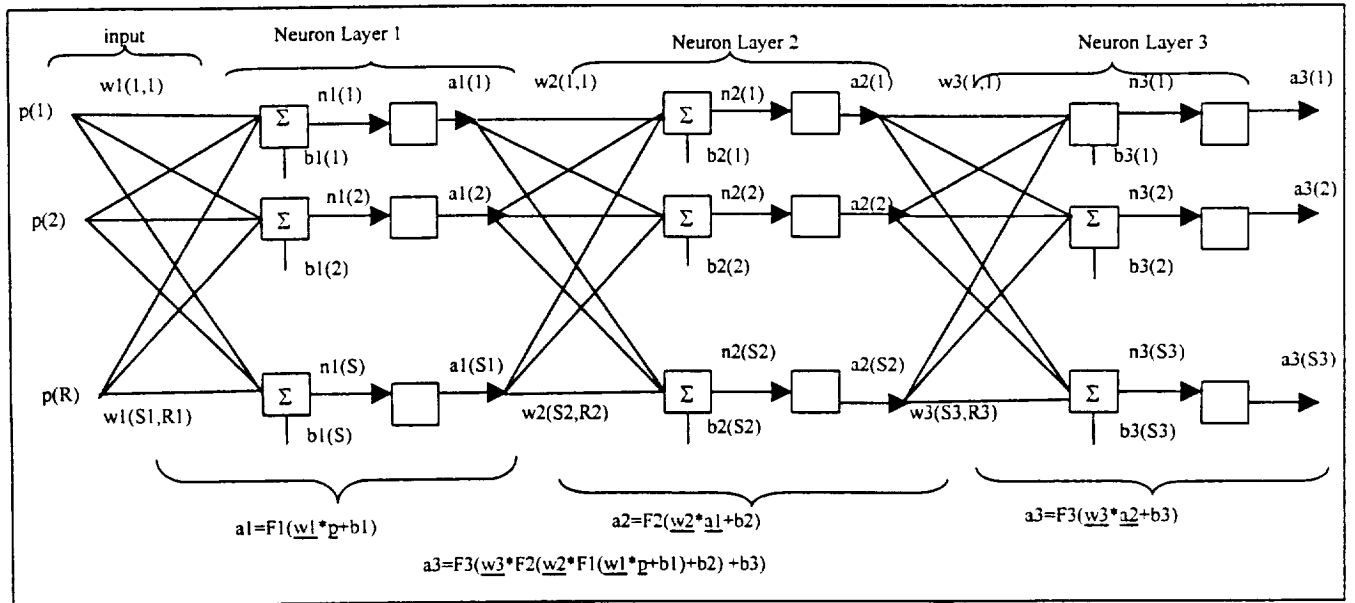 input Neuron Layer 1 Neuron Layer 2 Neuron Layer 3
w1(1,1) n1(1) a1(1) w2(1,1) n2(1) a2(1) w3(1,1) n3(1) a3(1)
p(1) Σ Σ
b1(1) b2(1) b3(1)
n1(2) a1(2) n2(2) a2(2) n3(2) a3(2)
p(2) Σ Σ Σ
b1(2) b2(2) b3(2)
n1(S) a1(S1) n2(S2) a2(S2) n3(S3) a3(S3)
p(R) Σ Σ Σ
w1(S1,R1) w2(S2,R2) w3(S3,R3)
b1(S) b2(S2) b3(S3)
a1=F1(w1*p+b1) a2=F2(w2*a1+b2) a3=F3(w3*a2+b3)
a3=F3(w3*F2(w2*F1(w1*p+b1)+b2) +b3)